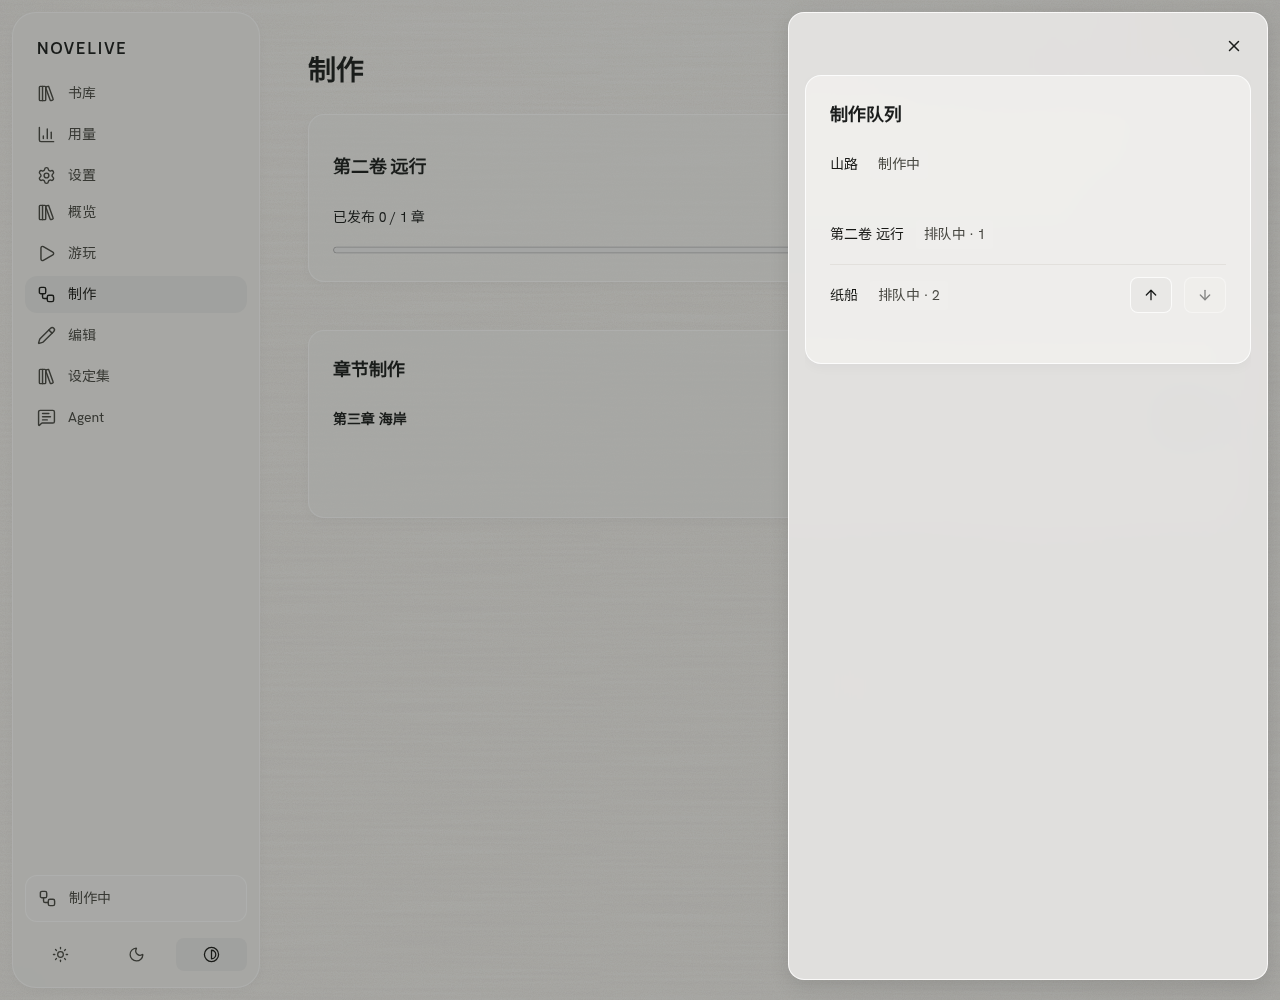 NOVELIVE
书库
用量
设置
概览
游玩
制作
编辑
设定集
Agent
制作中
制作
第二卷 远行
已发布 0 / 1 章
章节制作
第三章 海岸
制作队列
山路 制作中
第二卷 远行 排队中 · 1
纸船 排队中 · 2